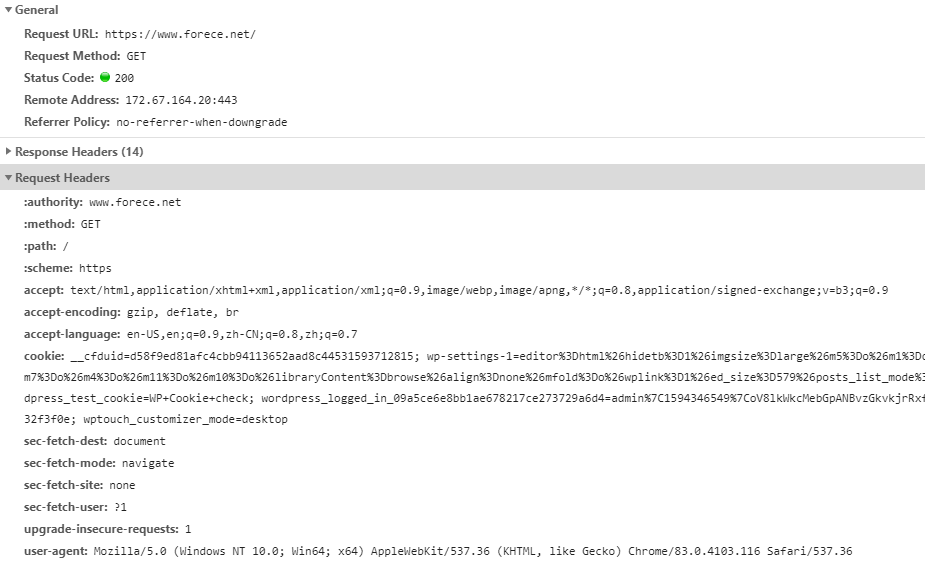 General
Request URL: https://www.forece.net/
Request Method: GET
Status Code: 200
Remote Address: 172.67.164.20:443
Referrer Policy: no-referrer-when-downgrade
Response Headers (14)
Request Headers
:authority: www.forece.net
:method: GET
:path: /
:scheme: https
accept: text/html,application/xhtml+xml,application/xml;q=0.9,image/webp,image/apng,*/*;q=0.8,application/signed-exchange;v=b3;q=0.9
accept-encoding: gzip, deflate, br
accept-language: en-US,en;q=0.9,zh-CN;q=0.8,zh;q=0.7
cookie: __cfduid=d58f9ed81afc4cbb94113652aad8c44531593712815; wp-settings-1=editor%3Dhtml%26hidetb%3D1%26imgsize%3Dlarge%26m5%3Do%26m1%3Do
m7%3Do%26m4%3Do%26m11%3Do%26m10%3Do%26libraryContent%3Dbrowse%26align%3Dnone%26mfold%3Do%26wplink%3D1%26ed_size%3D579%26posts_list_mode%3
dpress_test_cookie=WP+Cookie+check; wordpress_logged_in_09a5ce6e8bb1ae678217ce273729a6d4=admin%7C1594346549%7CoV8lkWkcMebGpANBvzGkvkjrRxf
32f3f0e; wptouch_customizer_mode=desktop
sec-fetch-dest: document
sec-fetch-mode: navigate
sec-fetch-site: none
sec-fetch-user: ?1
upgrade-insecure-requests: 1
user-agent: Mozilla/5.0 (Windows NT 10.0; Win64; x64) AppleWebKit/537.36 (KHTML, like Gecko) Chrome/83.0.4103.116 Safari/537.36